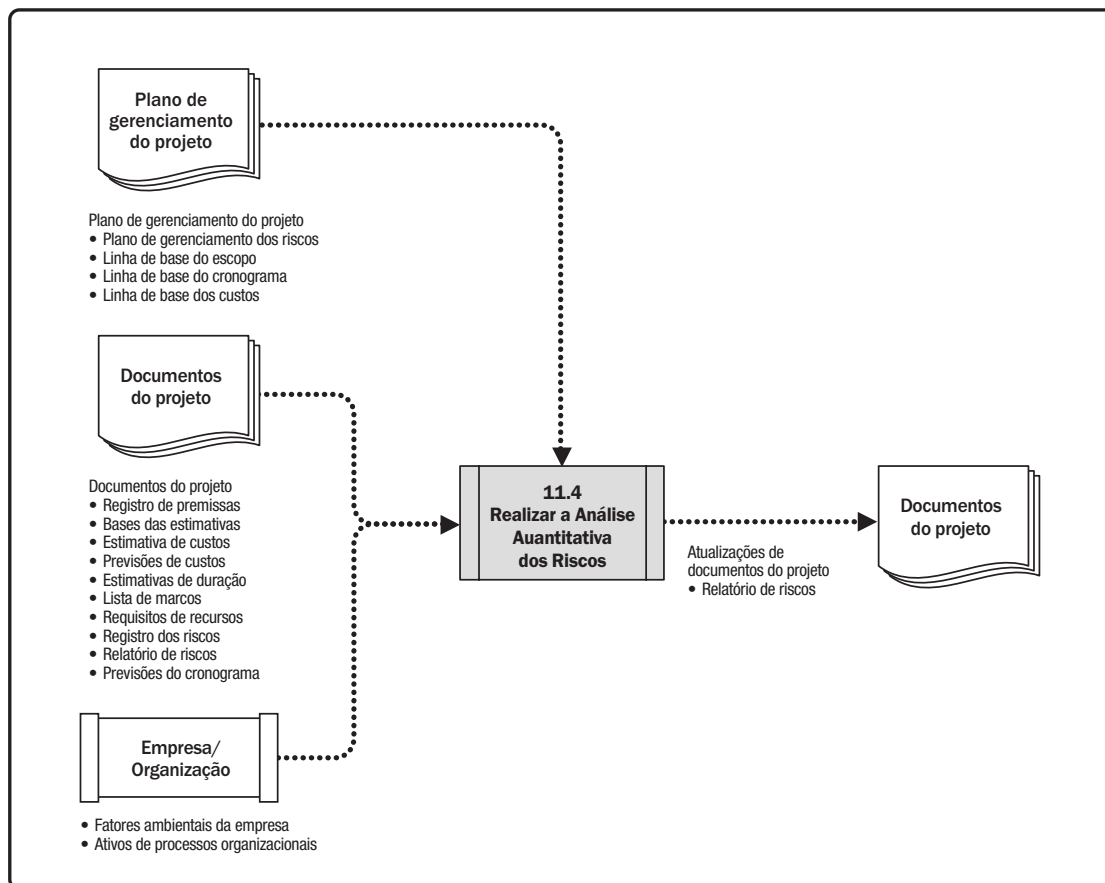 Plano de
gerenciamento
do projeto
Plano de gerenciamento do projeto
• Plano de gerenciamento dos riscos
• Linha de base do escopo
• Linha de base do cronograma
• Linha de base dos custos
Documentos
do projeto
Documentos do projeto
• Registro de premissas
• Bases das estimativas
• Estimativa de custos
• Previsões de custos
• Estimativas de duração
• Lista de marcos
• Requisitos de recursos
• Registro dos riscos
• Relatório de riscos
• Previsões do cronograma
Empresa/
Organização
• Fatores ambientais da empresa
• Ativos de processos organizacionais
11.4
Realizar a Análise
Auantitativa
dos Riscos
Atualizações de
documentos do projeto
• Relatório de riscos
Documentos
do projeto